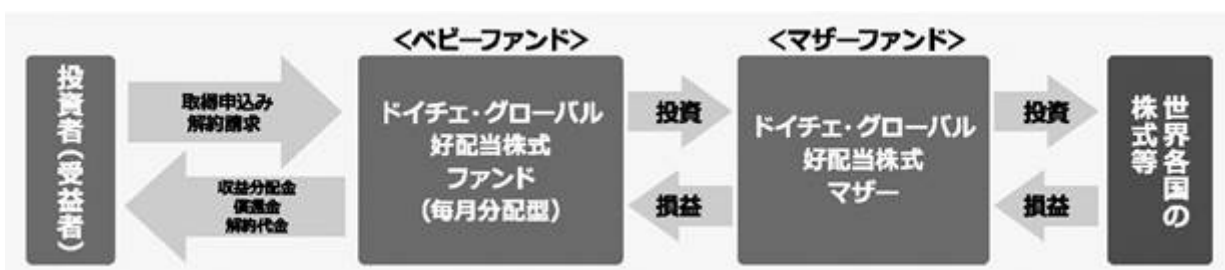 <ベビーファンド>
<マザーファンド>
投資者(受益者)
取得申込み
解約請求
収益分配金
償還金
解約代金
ドイチェ・グローバル
好配当株式
ファンド
(毎月分配型)
投資
損益
ドイチェ・グローバル
好配当株式
マザー
投資
損益
世界各国の
株式等